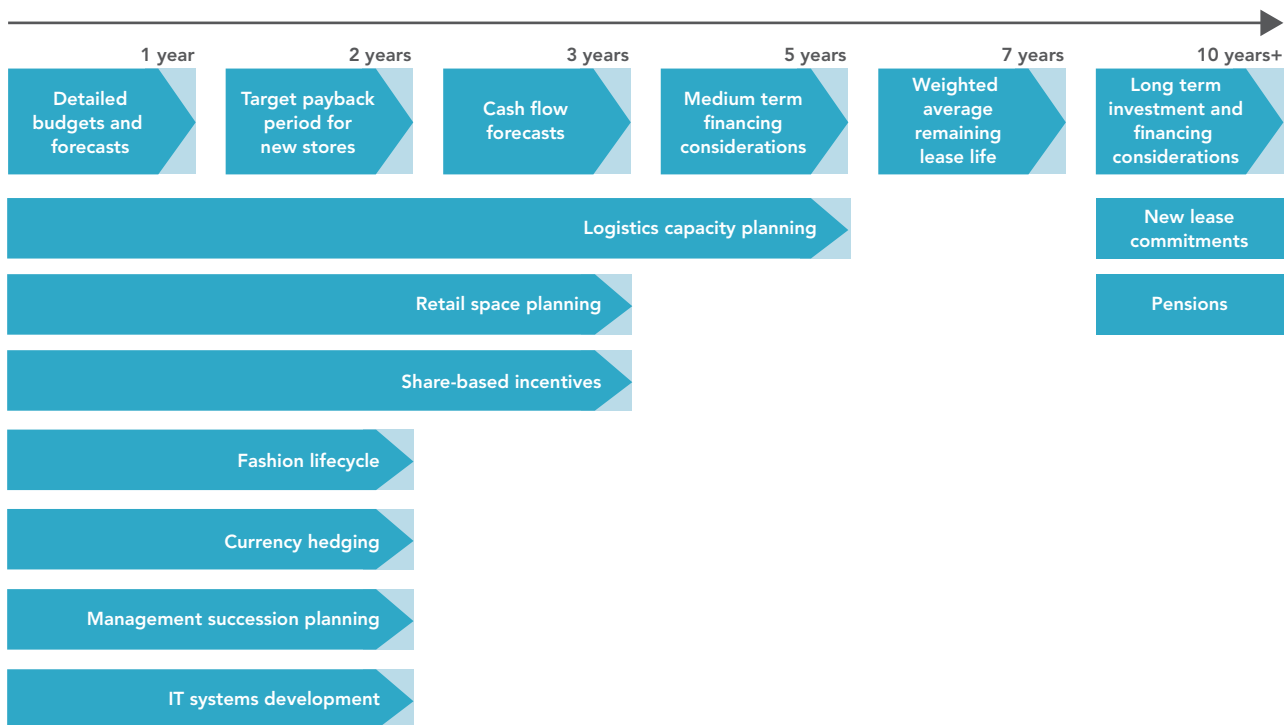 1 year
2 years
3 years
5 years
7 years
10 years+
Detailed
budgets and
forecasts
Target payback
period for
new stores
Cash flow
forecasts
Medium term
financing
considerations
Weighted
average
remaining
lease life
Long term
investment and
financing
considerations
Logistics capacity planning
New lease
commitments
Retail space planning
Pensions
Share-based incentives
Fashion lifecycle
Currency hedging
Management succession planning
IT systems development